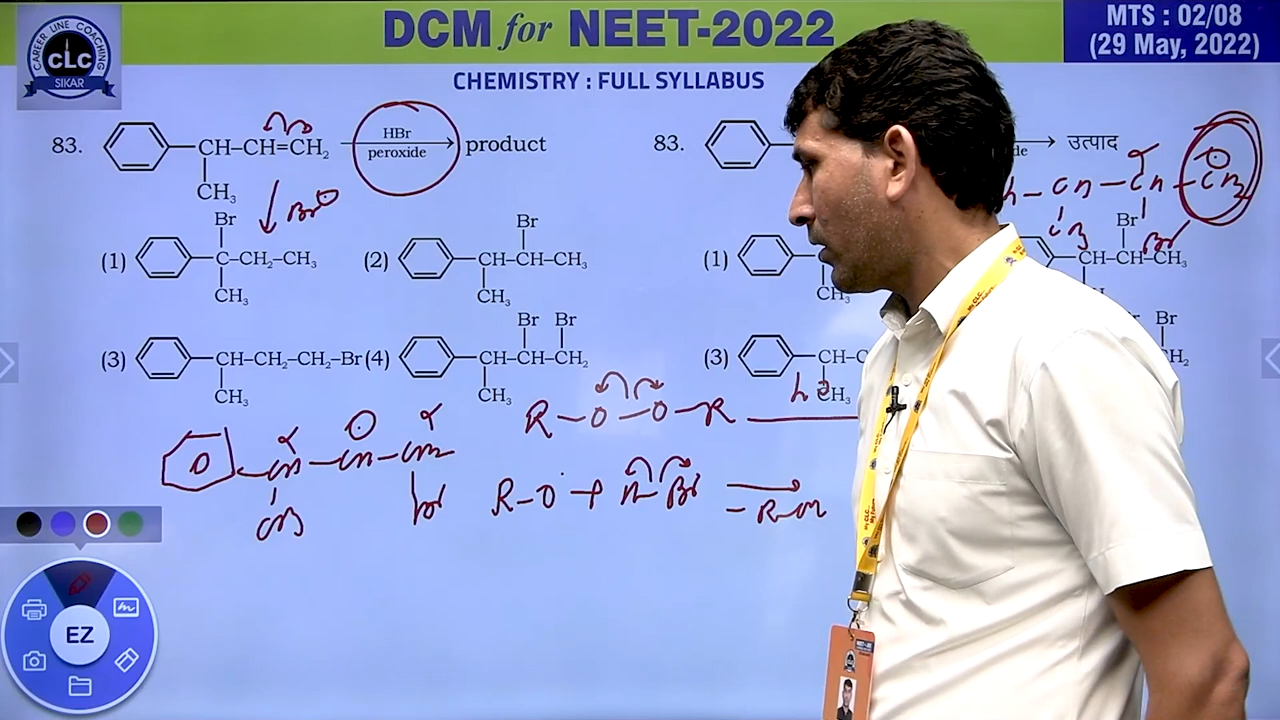 DCM for NEET-2022
MTS : 02/08
(29 May, 2022)
CAREER LINE COACHING
CLC
SIKAR
CHEMISTRY : FULL SYLLABUS
83.
CH–CH=CH₂
CH₃
HBr
peroxide
product
83.
de
उत्पाद
(1)
Br
C–CH₂–CH₃
CH₃
(2)
Br
CH–CH–CH₃
CH₃
(1)
CH₃
Br
CH–CH–CH₃
(3)
CH–CH₂–CH₂–Br
CH₃
(4)
Br Br
CH–CH–CH₂
CH₃
(3)
CH–C
CH₃
Br
R–O–O–R
R–O + H–Br
EZ